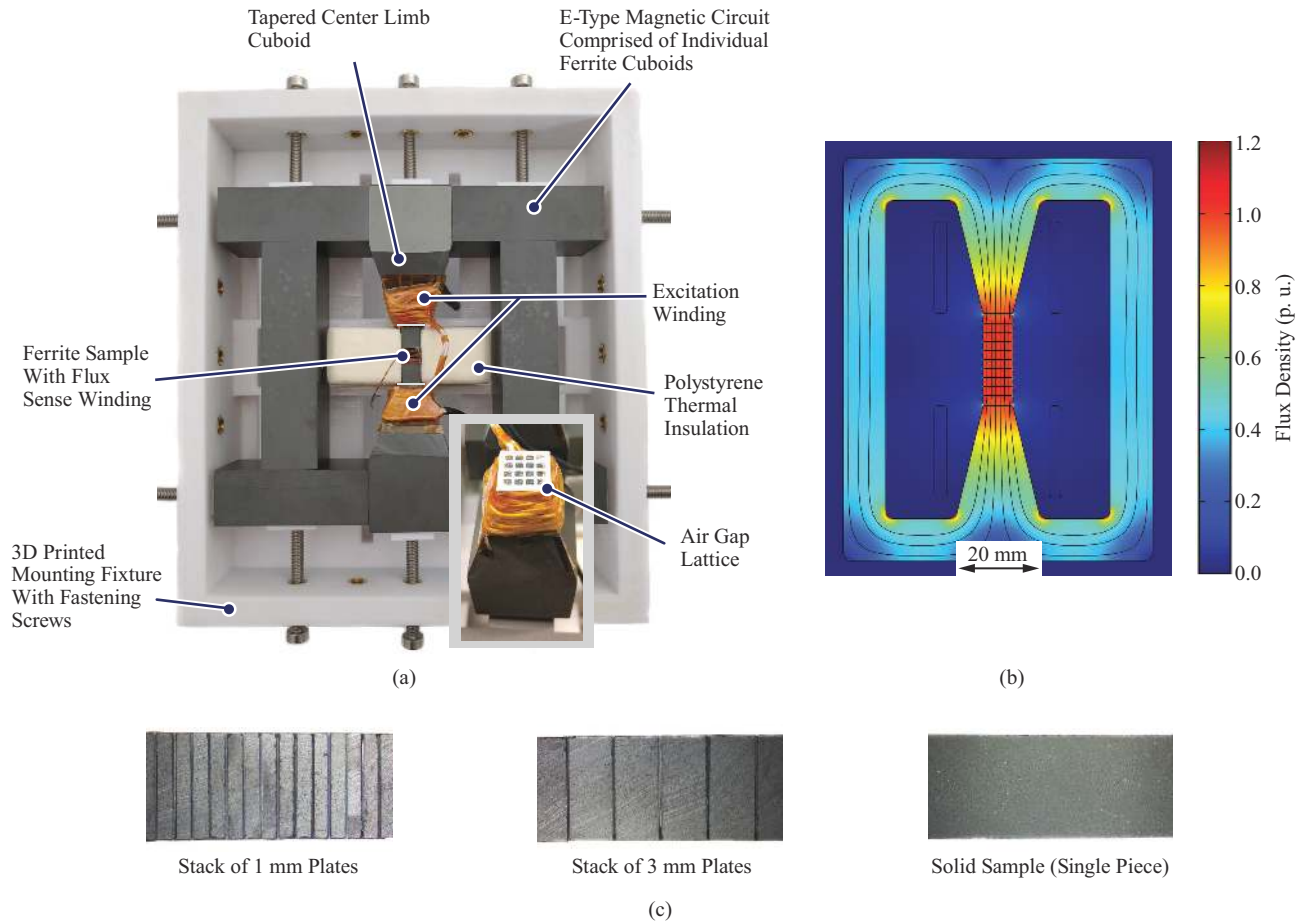 Tapered Center Limb
Cuboid
E-Type Magnetic Circuit
Comprised of Individual
Ferrite Cuboids
Excitation
Winding
Ferrite Sample
With Flux
Sense Winding
Polystyrene
Thermal
Insulation
Air Gap
Lattice
3D Printed
Mounting Fixture
With Fastening
Screws
(a)
1.2
1.0
0.8
0.6
0.4
0.2
0.0
Flux Density (p. u.)
20 mm
(b)
Stack of 1 mm Plates
Stack of 3 mm Plates
Solid Sample (Single Piece)
(c)